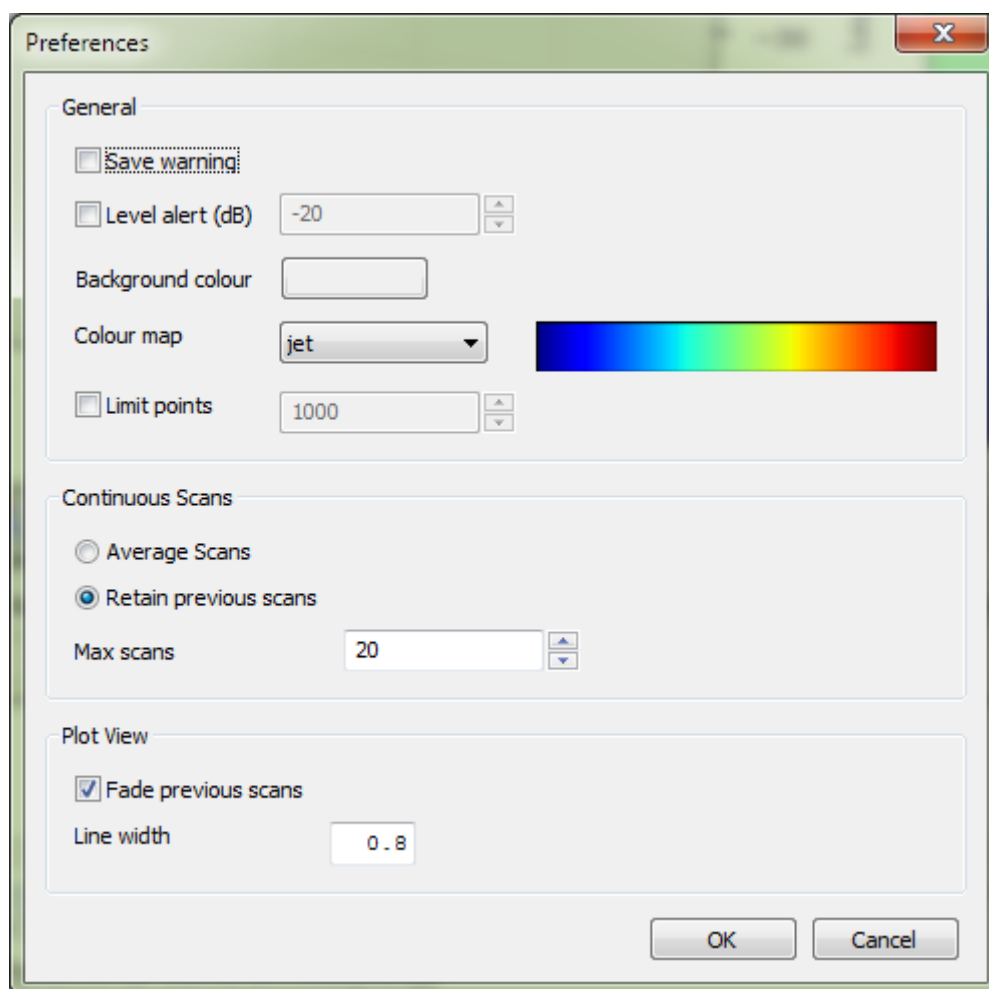 Preferences
General
Save warning
Level alert (dB) -20
Background colour
Colour map jet
Limit points 1000
Continuous Scans
Average Scans
Retain previous scans
Max scans 20
Plot View
Fade previous scans
Line width 0.8
OK Cancel